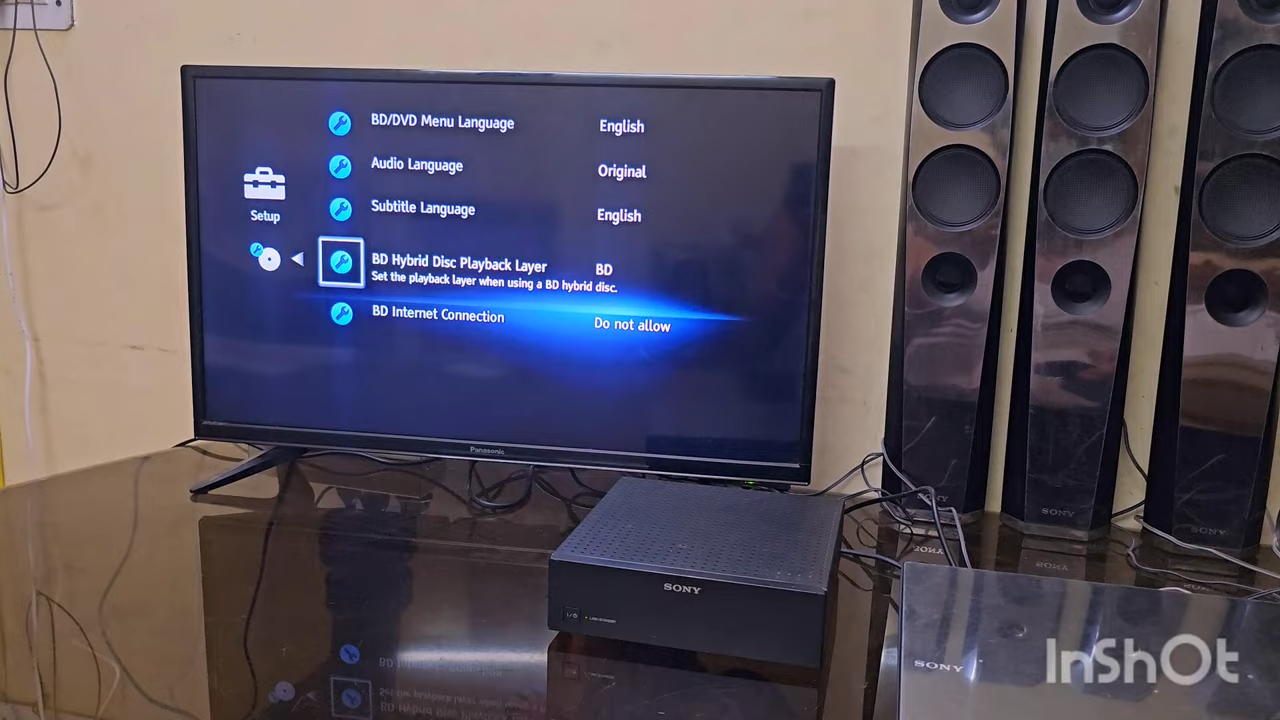 BD/DVD Menu Language English
Audio Language Original
Setup
Subtitle Language English
BD Hybrid Disc Playback Layer BD
Set the playback layer when using a BD hybrid disc.
BD Internet Connection Do not allow
Panasonic
SONY
I/⏻
SONY
SONY
SONY
SONY
InShOt